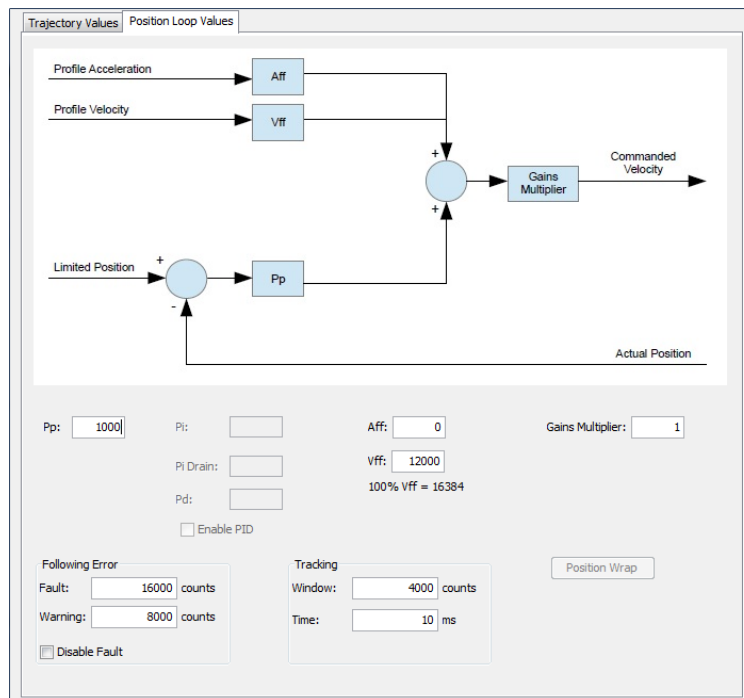 Trajectory Values Position Loop Values
Profile Acceleration
Aff
Profile Velocity
Vff
+
Commanded
Velocity
Gains
Multiplier
+
Limited Position
+
Pp
-
Actual Position
Pp: 1000 Pi: Aff: 0 Gains Multiplier: 1
Pi Drain: Vff: 12000
100% Vff = 16384
Pd:
Enable PID
Following Error Tracking Position Wrap
Fault: 16000 counts Window: 4000 counts
Warning: 8000 counts Time: 10 ms
Disable Fault